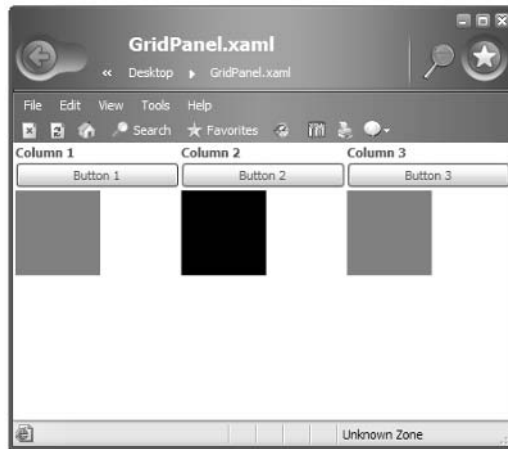 GridPanel.xaml
« Desktop ▸ GridPanel.xaml
File Edit View Tools Help
Search Favorites
Column 1 Column 2 Column 3
Button 1 Button 2 Button 3
Unknown Zone